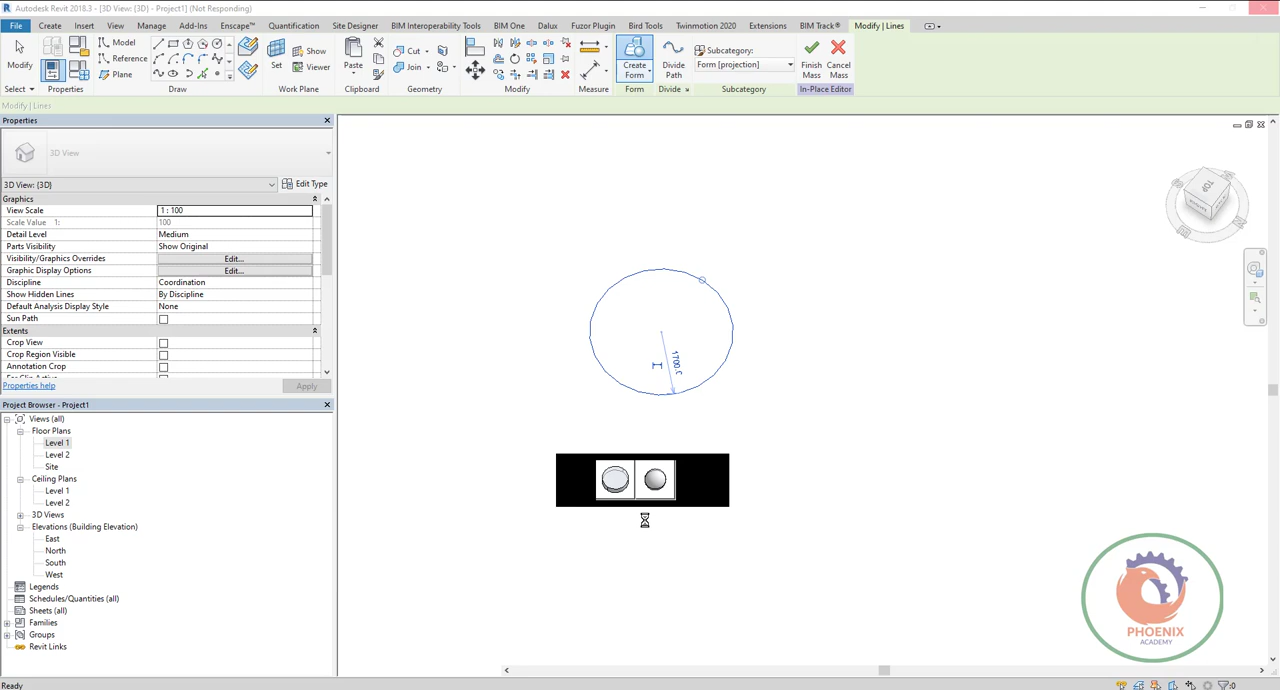 Autodesk Revit 2018.3 - [3D View: {3D} - Project1] (Not Responding)
File Create Insert View Manage Add-Ins Enscape™ Quantification Site Designer BIM Interoperability Tools BIM One Dalux Fuzor Plugin Bird Tools Twinmotion 2020 Extensions BIM Track® Modify | Lines
Modify Model Reference Plane Set Show Viewer Paste Cut Join Create Form Divide Path Subcategory: Form [projection] Finish Mass Cancel Mass
Select Properties Draw Work Plane Clipboard Geometry Modify Measure Form Divide Subcategory In-Place Editor
Modify | Lines
Properties
3D View
3D View: {3D} Edit Type
Graphics
View Scale 1 : 100
Scale Value 1: 100
Detail Level Medium
Parts Visibility Show Original
Visibility/Graphics Overrides Edit...
Graphic Display Options Edit...
Discipline Coordination
Show Hidden Lines By Discipline
Default Analysis Display Style None
Sun Path
Extents
Crop View
Crop Region Visible
Annotation Crop
Properties help Apply
Project Browser - Project1
Views (all)
Floor Plans
Level 1
Level 2
Site
Ceiling Plans
Level 1
Level 2
3D Views
Elevations (Building Elevation)
East
North
South
West
Legends
Schedules/Quantities (all)
Sheets (all)
Families
Groups
Revit Links
Ready
TOP
PHOENIX
ACADEMY
:0